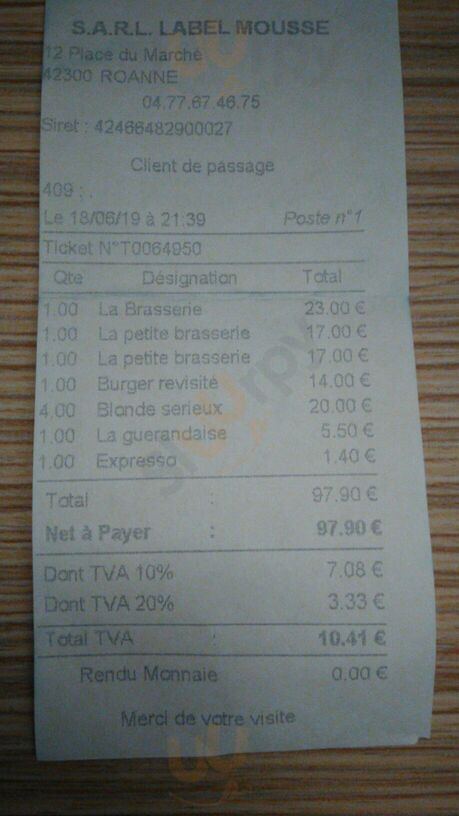 S.A.R.L. LABEL MOUSSE
12 Place du Marché
42300 ROANNE
04.77.67.46.75
Siret : 42466482900027
Client de passage
409 : .
Le 18/06/19 à 21:39 Poste n°1
Ticket N°T0064950
Qte Désignation Total
1.00 La Brasserie 23.00 €
1.00 La petite brasserie 17.00 €
1.00 La petite brasserie 17.00 €
1.00 Burger revisité 14.00 €
4.00 Blonde serieux 20.00 €
1.00 La guerandaise 5.50 €
1.00 Expresso 1.40 €
Total : 97.90 €
Net à Payer : 97.90 €
Dont TVA 10% 7.08 €
Dont TVA 20% 3.33 €
Total TVA : 10.41 €
Rendu Monnaie 0.00 €
Merci de votre visite